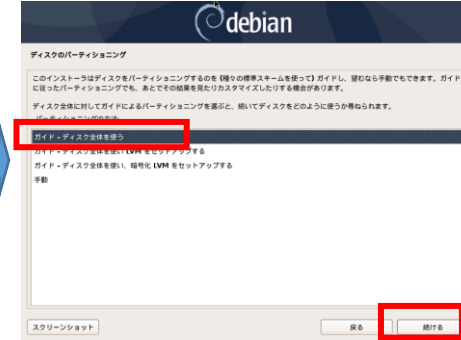 debian
ディスクのパーティショニング
このインストーラはディスクをパーティショニングするのを (種々の標準スキームを使って) ガイドし、望むなら手動でもできます。ガイド
に従ったパーティショニングでも、あとでその結果を見たりカスタマイズしたりする機会があります。
ディスク全体に対してガイドによるパーティショニングを選ぶと、続いてディスクをどのように使うか尋ねられます。
パーティショニングの方法:
ガイド - ディスク全体を使う
ガイド - ディスク全体を使い LVM をセットアップする
ガイド - ディスク全体を使い、暗号化 LVM をセットアップする
手動
スクリーンショット
戻る
続ける